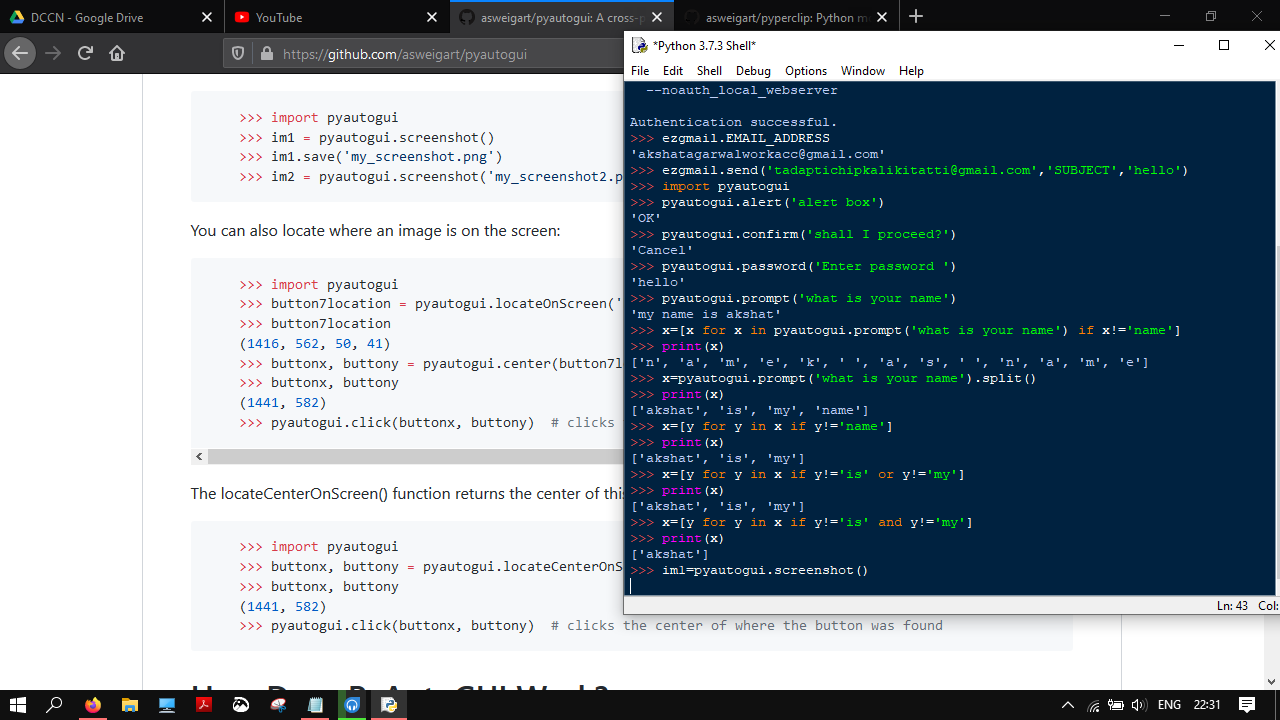 DCCN - Google Drive
YouTube
asweigart/pyautogui: A cross-p
asweigart/pyperclip: Python m
https://github.com/asweigart/pyautogui
>>> import pyautogui
>>> im1 = pyautogui.screenshot()
>>> im1.save('my_screenshot.png')
>>> im2 = pyautogui.screenshot('my_screenshot2.p
You can also locate where an image is on the screen:
>>> import pyautogui
>>> button7location = pyautogui.locateOnScreen('
>>> button7location
(1416, 562, 50, 41)
>>> buttonx, buttony = pyautogui.center(button7l
>>> buttonx, buttony
(1441, 582)
>>> pyautogui.click(buttonx, buttony)  # clicks
The locateCenterOnScreen() function returns the center of this
>>> import pyautogui
>>> buttonx, buttony = pyautogui.locateCenterOnS
>>> buttonx, buttony
(1441, 582)
>>> pyautogui.click(buttonx, buttony)  # clicks the center of where the button was found
*Python 3.7.3 Shell*
File Edit Shell Debug Options Window Help
--noauth_local_webserver
Authentication successful.
>>> ezgmail.EMAIL_ADDRESS
'akshatagarwalworkacc@gmail.com'
>>> ezgmail.send('tadaptichipkalikitatti@gmail.com','SUBJECT','hello')
>>> import pyautogui
>>> pyautogui.alert('alert box')
'OK'
>>> pyautogui.confirm('shall I proceed?')
'Cancel'
>>> pyautogui.password('Enter password ')
'hello'
>>> pyautogui.prompt('what is your name')
'my name is akshat'
>>> x=[x for x in pyautogui.prompt('what is your name') if x!='name']
>>> print(x)
['n', 'a', 'm', 'e', 'k', ' ', 'a', 's', ' ', 'n', 'a', 'm', 'e']
>>> x=pyautogui.prompt('what is your name').split()
>>> print(x)
['akshat', 'is', 'my', 'name']
>>> x=[y for y in x if y!='name']
>>> print(x)
['akshat', 'is', 'my']
>>> x=[y for y in x if y!='is' or y!='my']
>>> print(x)
['akshat', 'is', 'my']
>>> x=[y for y in x if y!='is' and y!='my']
>>> print(x)
['akshat']
>>> im1=pyautogui.screenshot()
Ln: 43 Col:
ENG 22:31